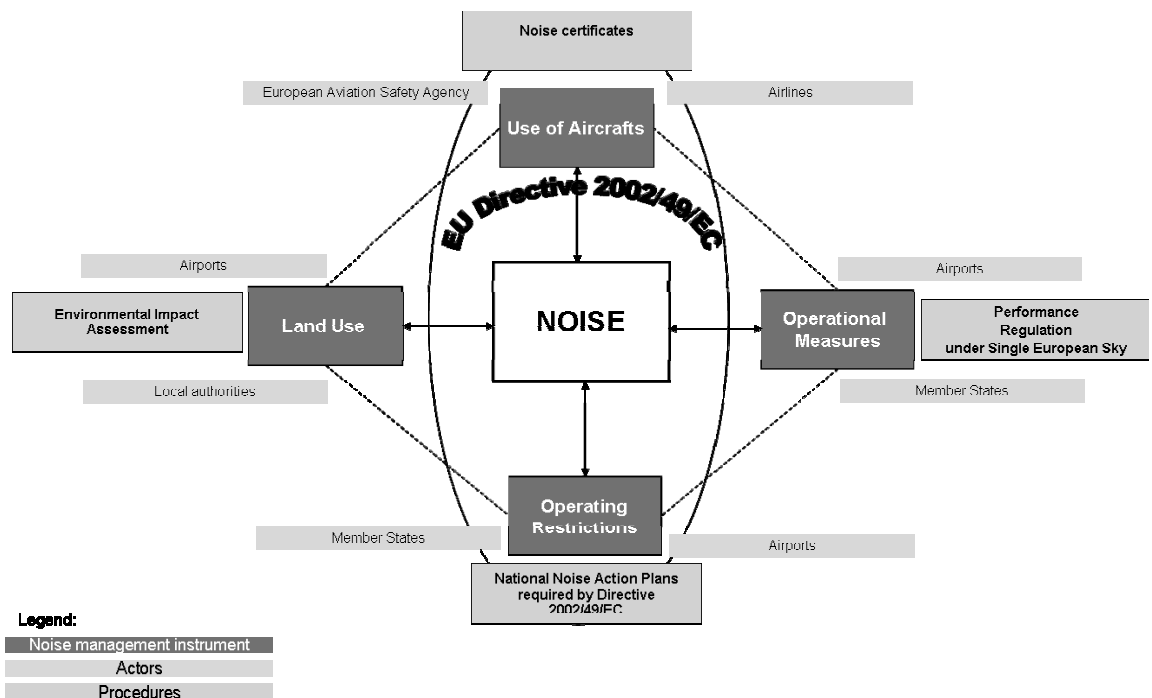 Noise certificates
European Aviation Safety Agency
Airlines
Use of Aircrafts
EU Directive 2002/49/EC
Airports
Airports
Environmental Impact
Assessment
Land Use
NOISE
Operational
Measures
Performance
Regulation
under Single European Sky
Local authorities
Member States
Operating
Restrictions
Member States
Airports
National Noise Action Plans
required by Directive
2002/49/EC
Legend:
Noise management instrument
Actors
Procedures